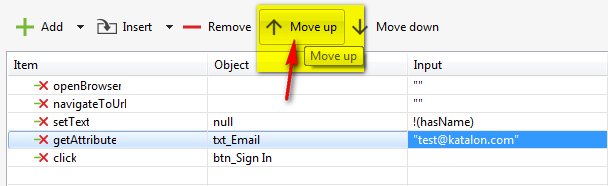 Add Insert Remove Move up Move down
Move up
Item Object Input
openBrowser ""
navigateToUrl ""
setText null !(hasName)
getAttribute txt_Email "test@katalon.com"
click btn_Sign In